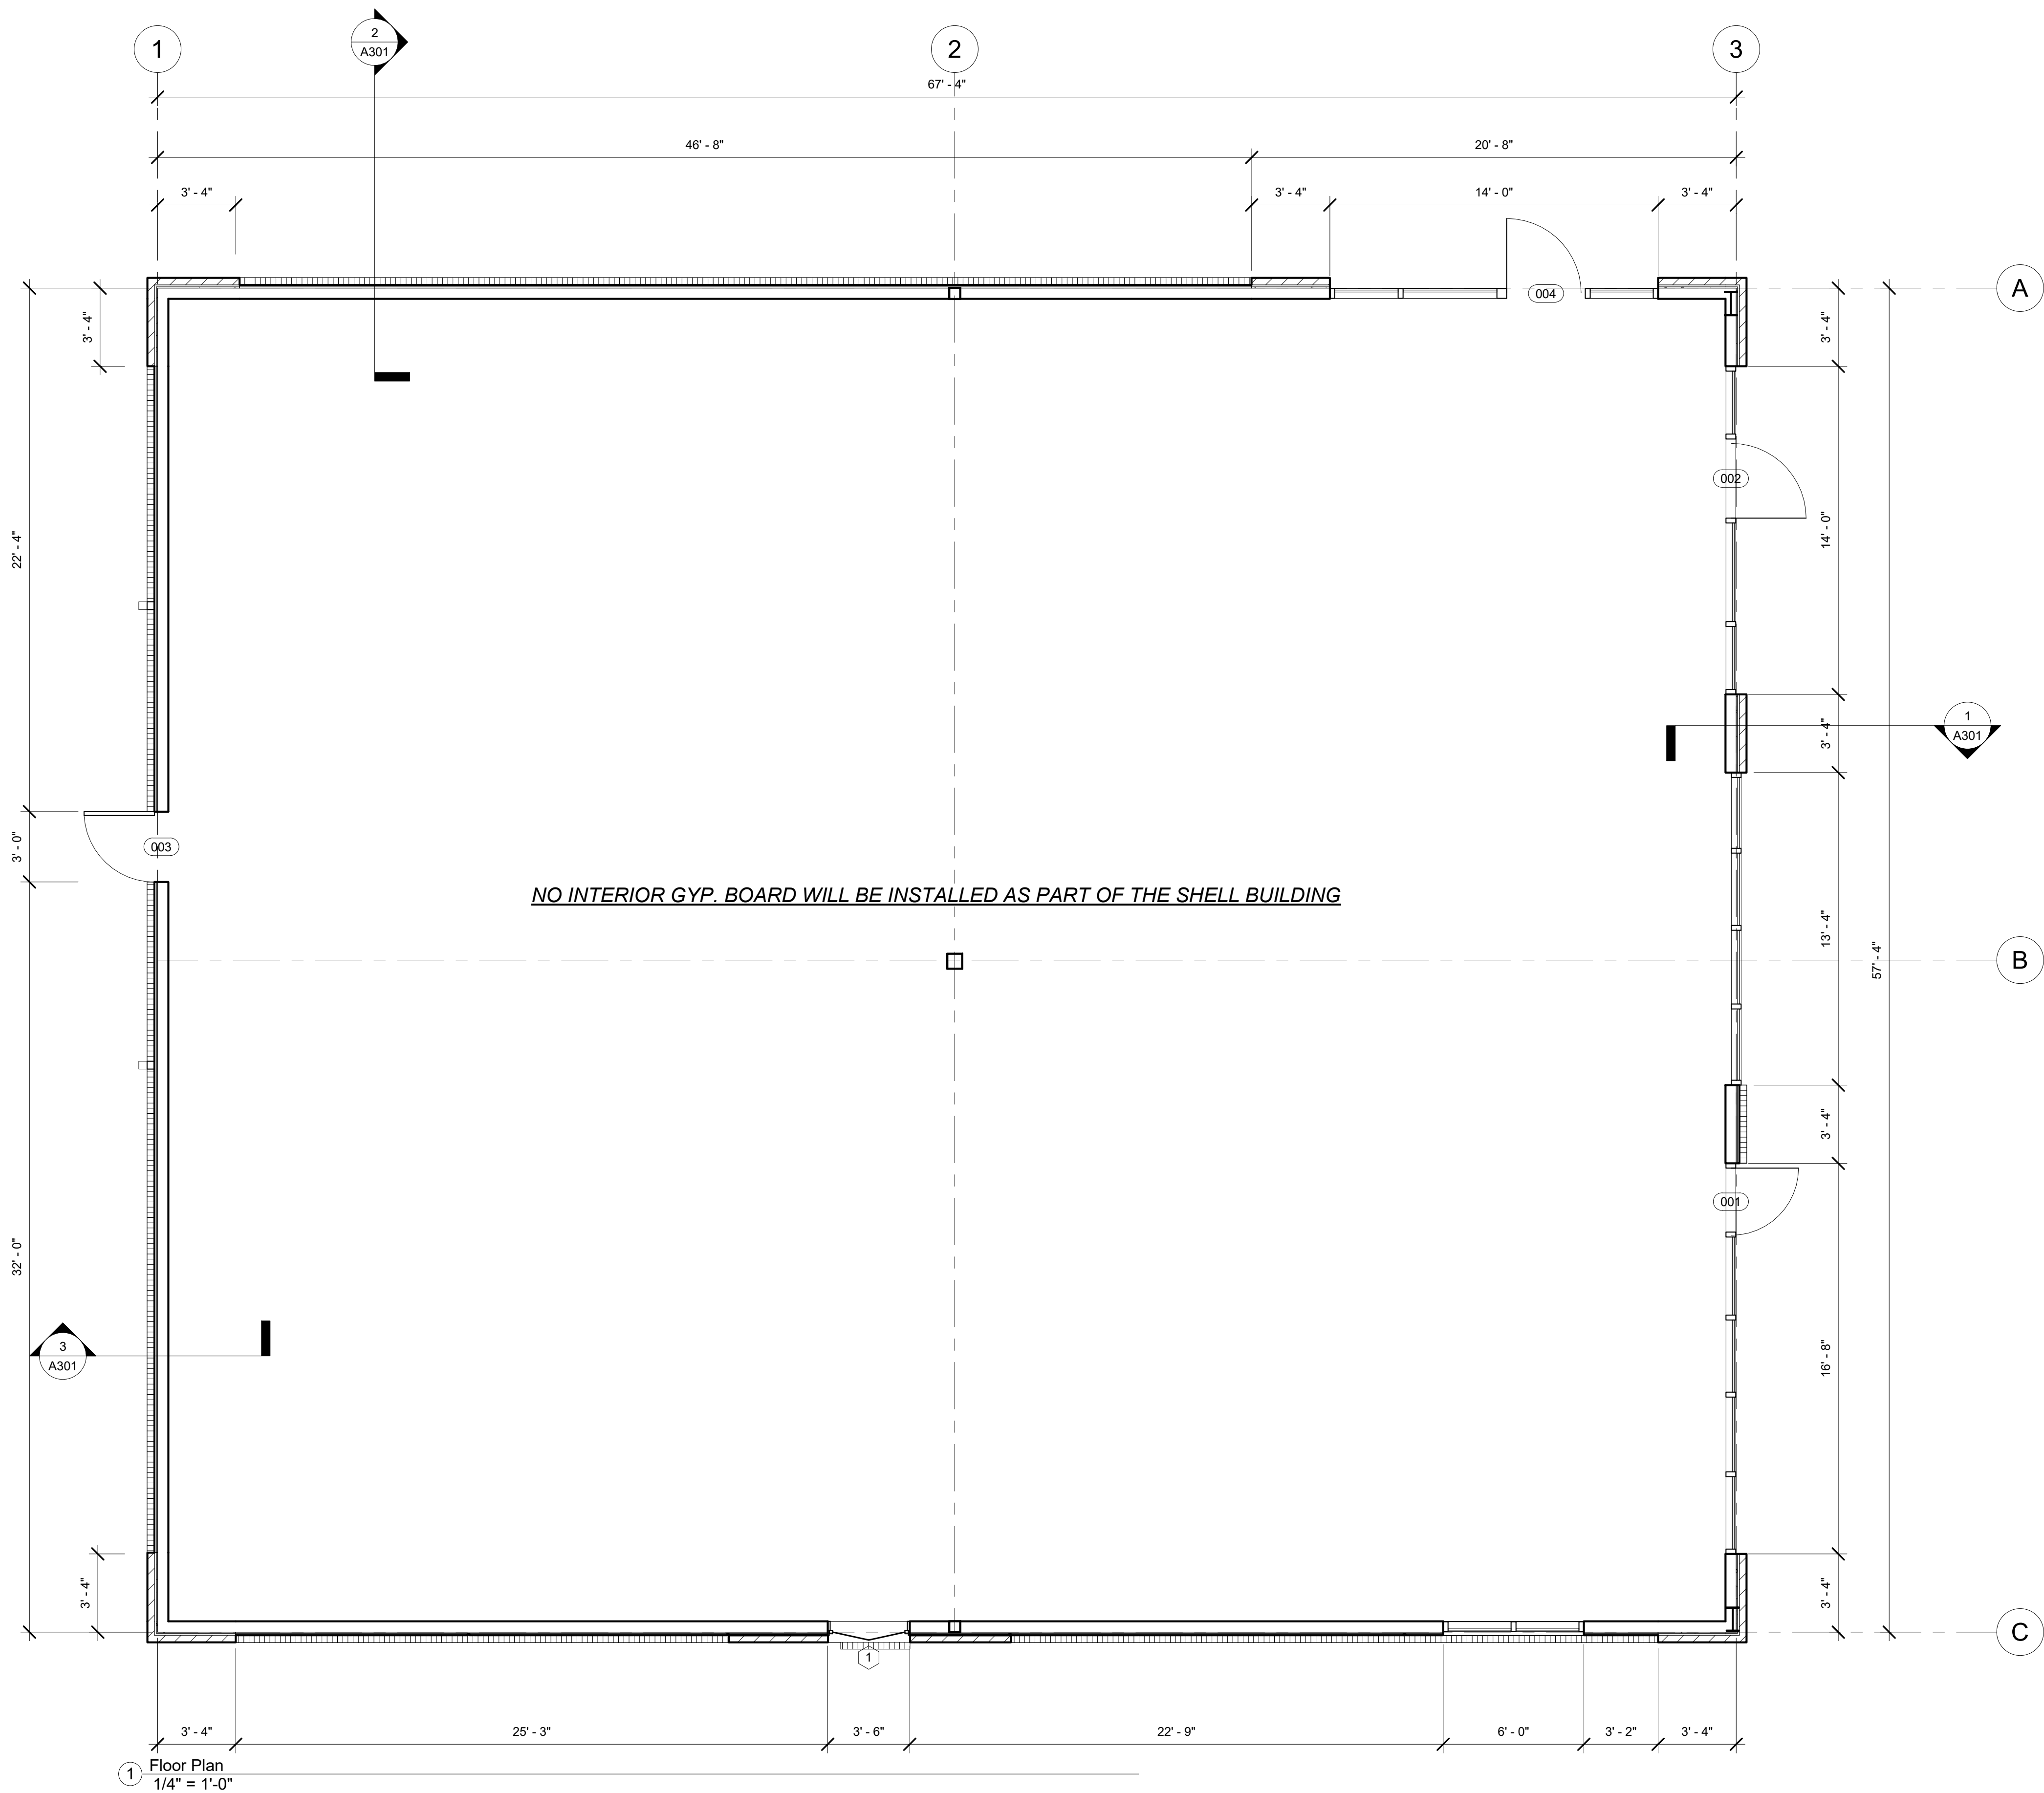 2
A301
1
2
3
67' - 4"
46' - 8"
20' - 8"
3' - 4"
3' - 4"
14' - 0"
3' - 4"
A
004
3' - 4"
3' - 4"
002
22' - 4"
14' - 0"
3' - 4"
1
A301
003
3' - 0"
NO INTERIOR GYP. BOARD WILL BE INSTALLED AS PART OF THE SHELL BUILDING
13' - 4"
57' - 4"
B
3' - 4"
001
32' - 0"
3
A301
16' - 8"
3' - 4"
3' - 4"
C
1
3' - 4"
25' - 3"
3' - 6"
22' - 9"
6' - 0"
3' - 2"
3' - 4"
1
Floor Plan
1/4" = 1'-0"